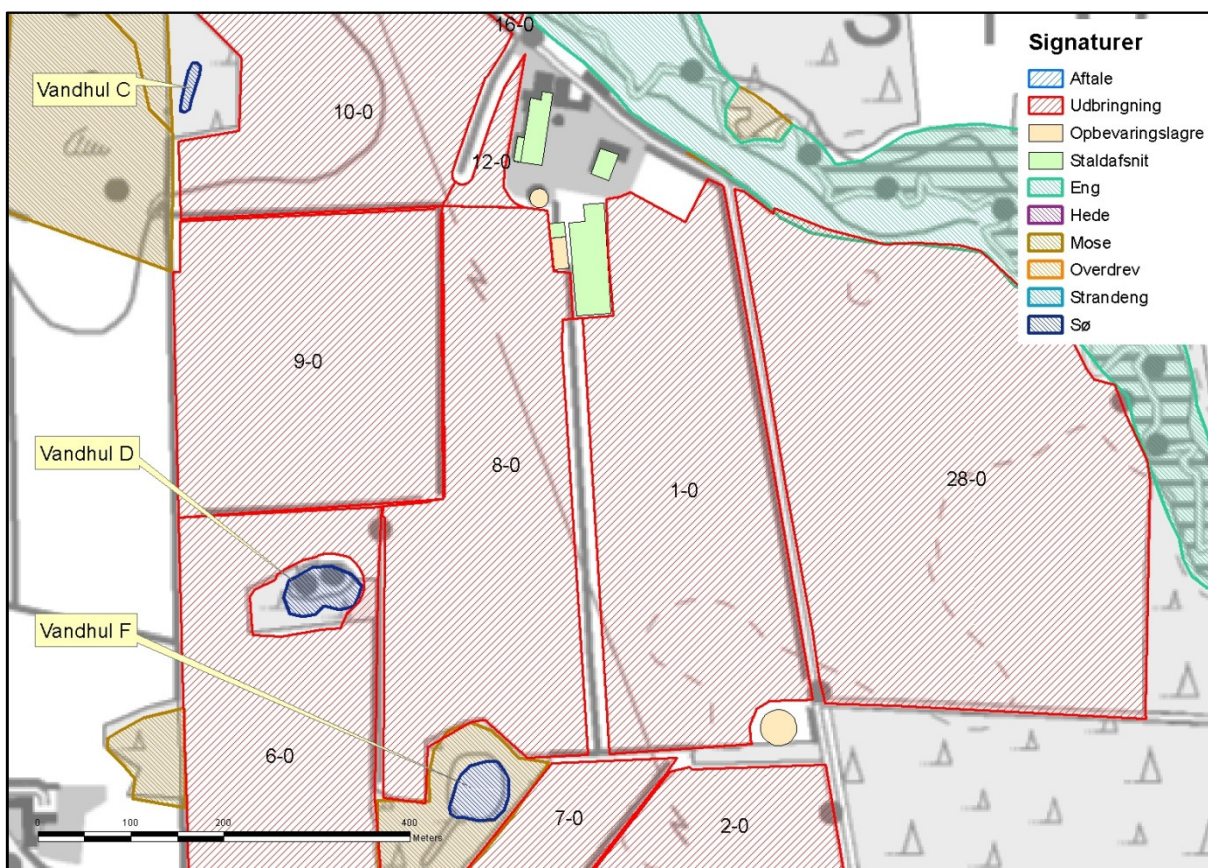 16-0
S
Signaturer
Aftale
Udbringning
Opbevaringslagre
Staldafsnit
Eng
Hede
Mose
Overdrev
Strandeng
Sø
Vandhul C
10-0
12-0
9-0
Vandhul D
8-0
1-0
28-0
Vandhul F
6-0
7-0
2-0
0 100 200 400
Meters